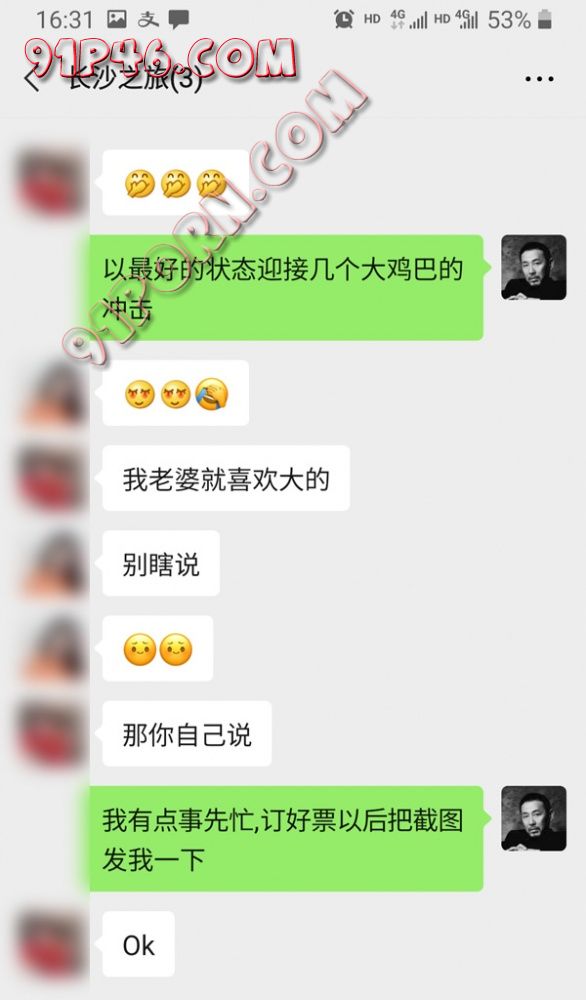 16:31 支 HD 4G HD 4G 53%
91P46.COM
长沙之旅(3)
91PORN.COM
以最好的状态迎接几个大鸡巴的
冲击
我老婆就喜欢大的
别瞎说
那你自己说
我有点事先忙,订好票以后把截图
发我一下
Ok